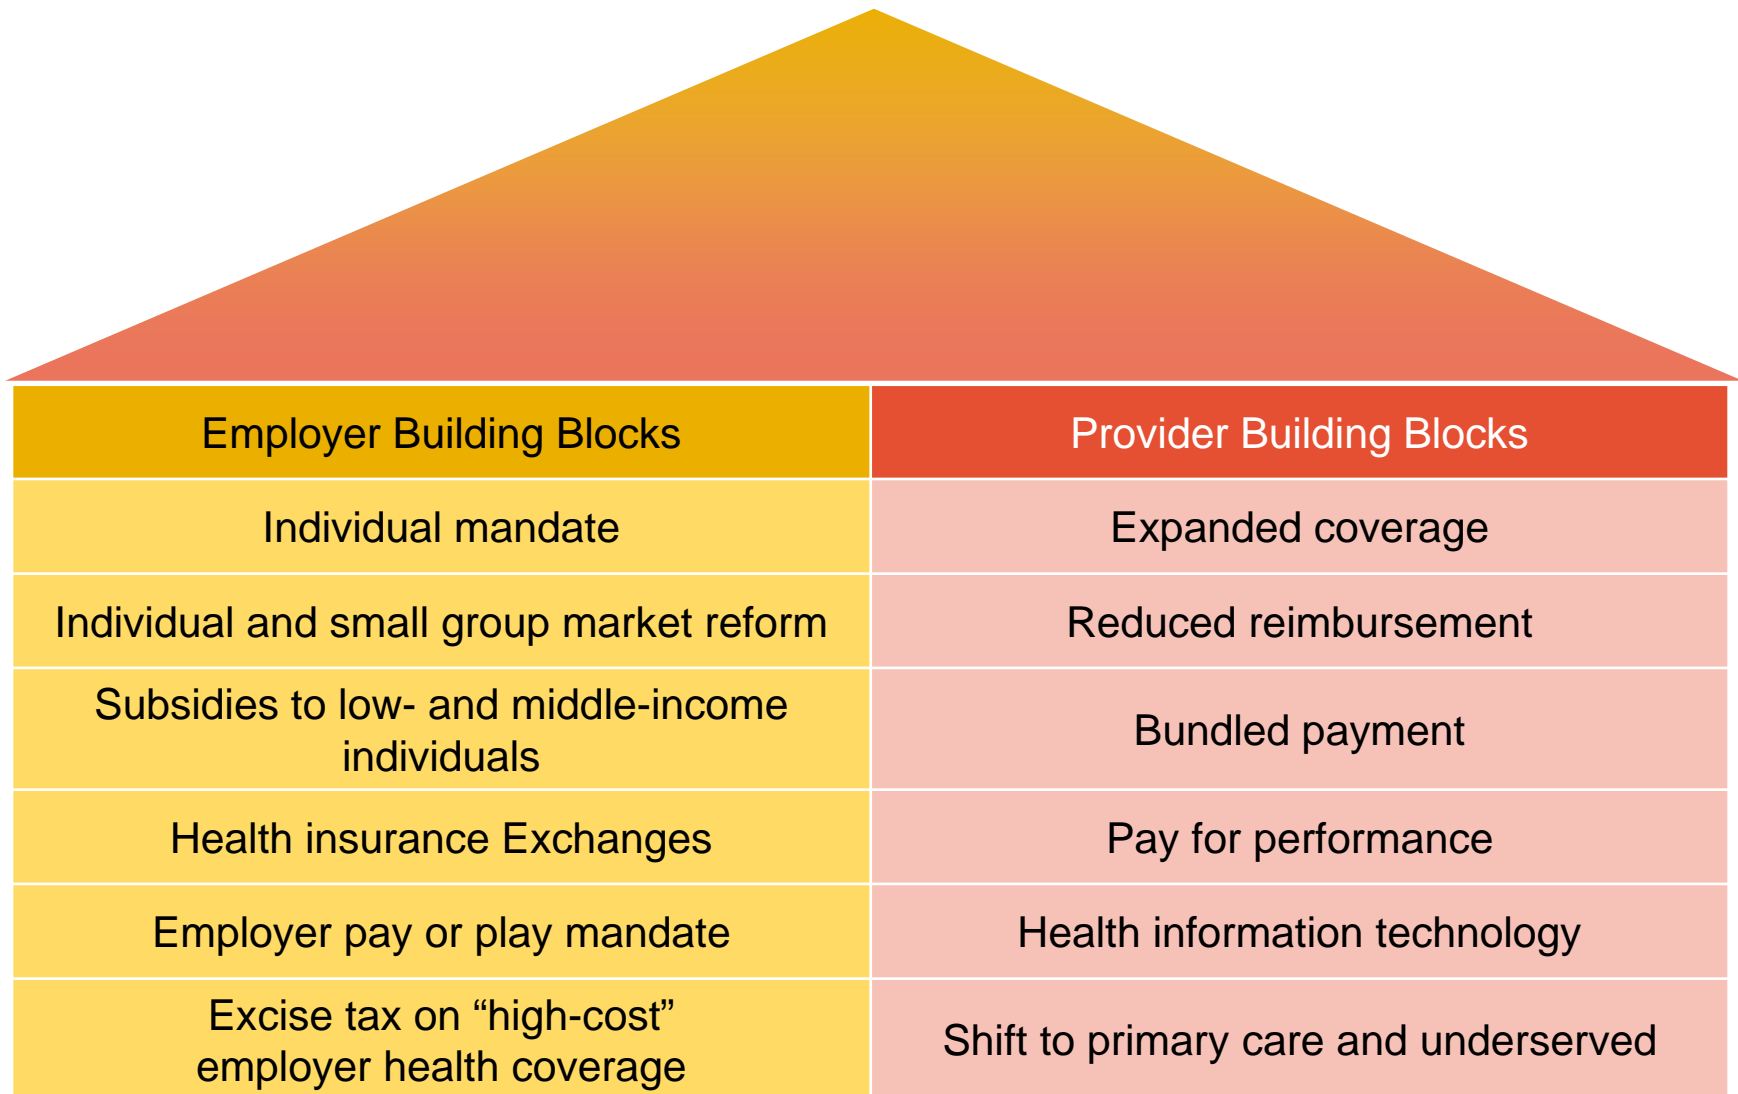 Employer Building Blocks
Provider Building Blocks
Individual mandate
Expanded coverage
Individual and small group market reform
Reduced reimbursement
Subsidies to low- and middle-income
individuals
Bundled payment
Health insurance Exchanges
Pay for performance
Employer pay or play mandate
Health information technology
Excise tax on “high-cost”
employer health coverage
Shift to primary care and underserved